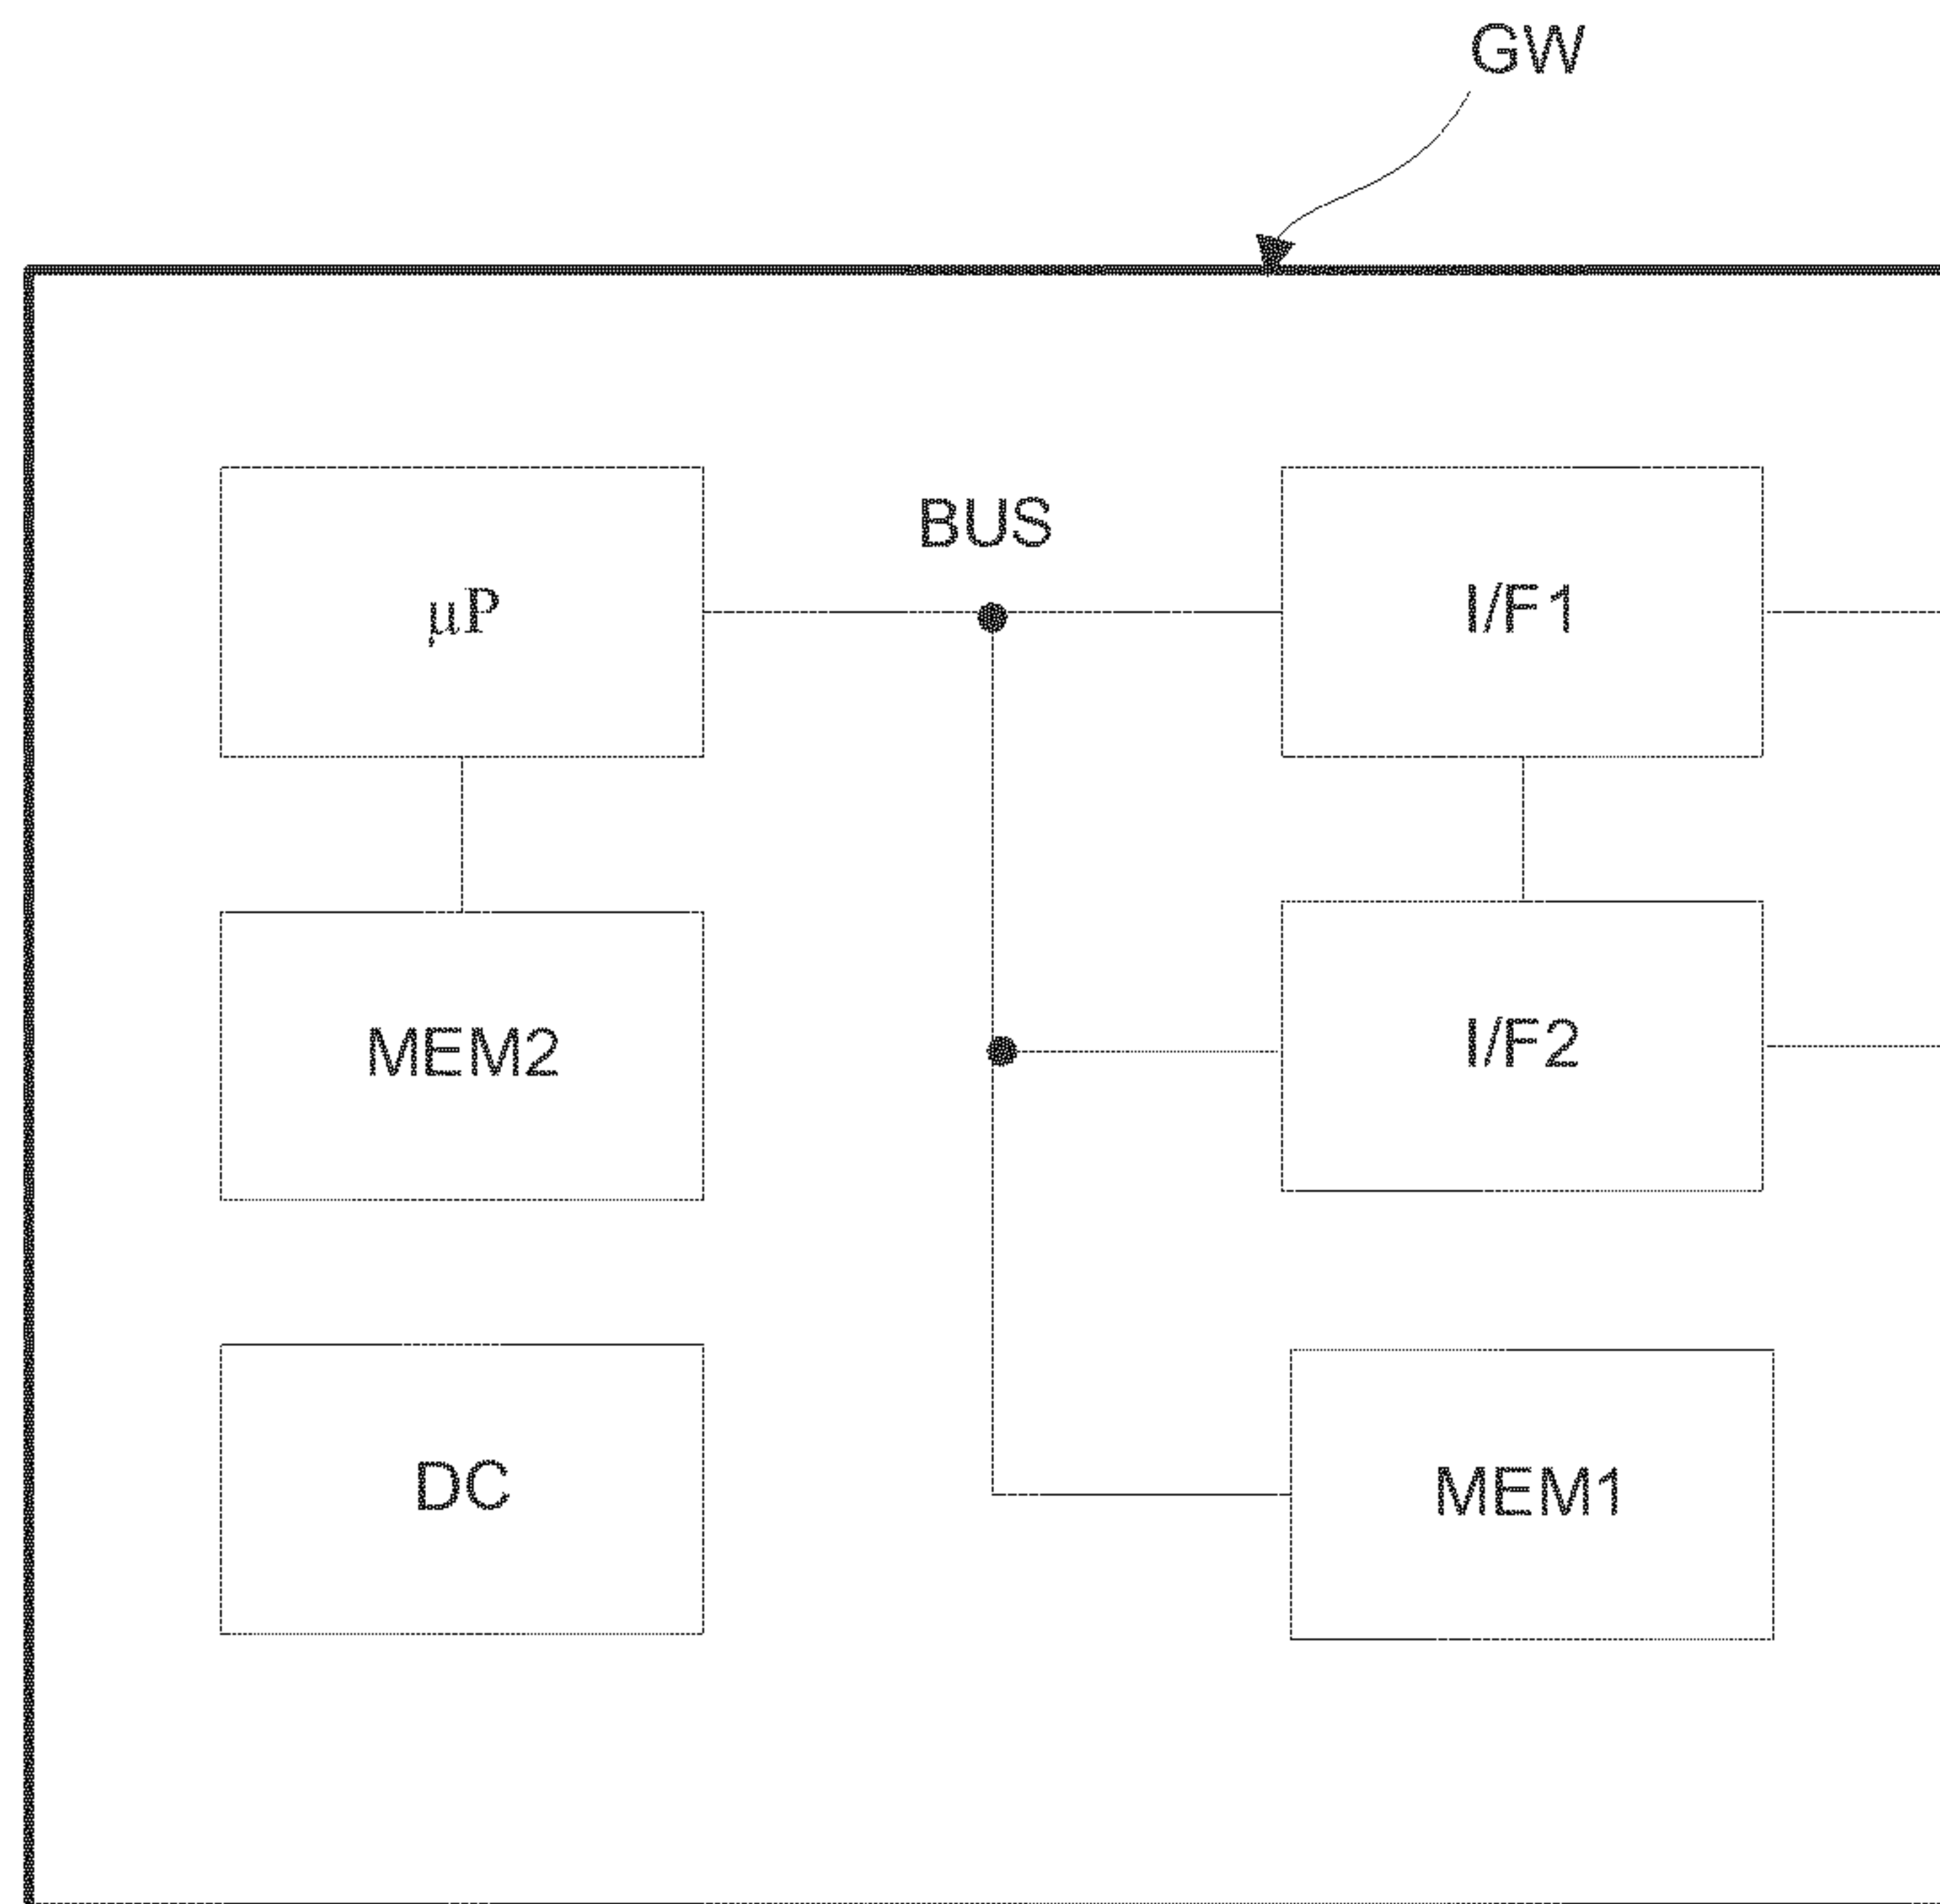 GW
BUS
μP
I/F1
MEM2
I/F2
DC
MEM1